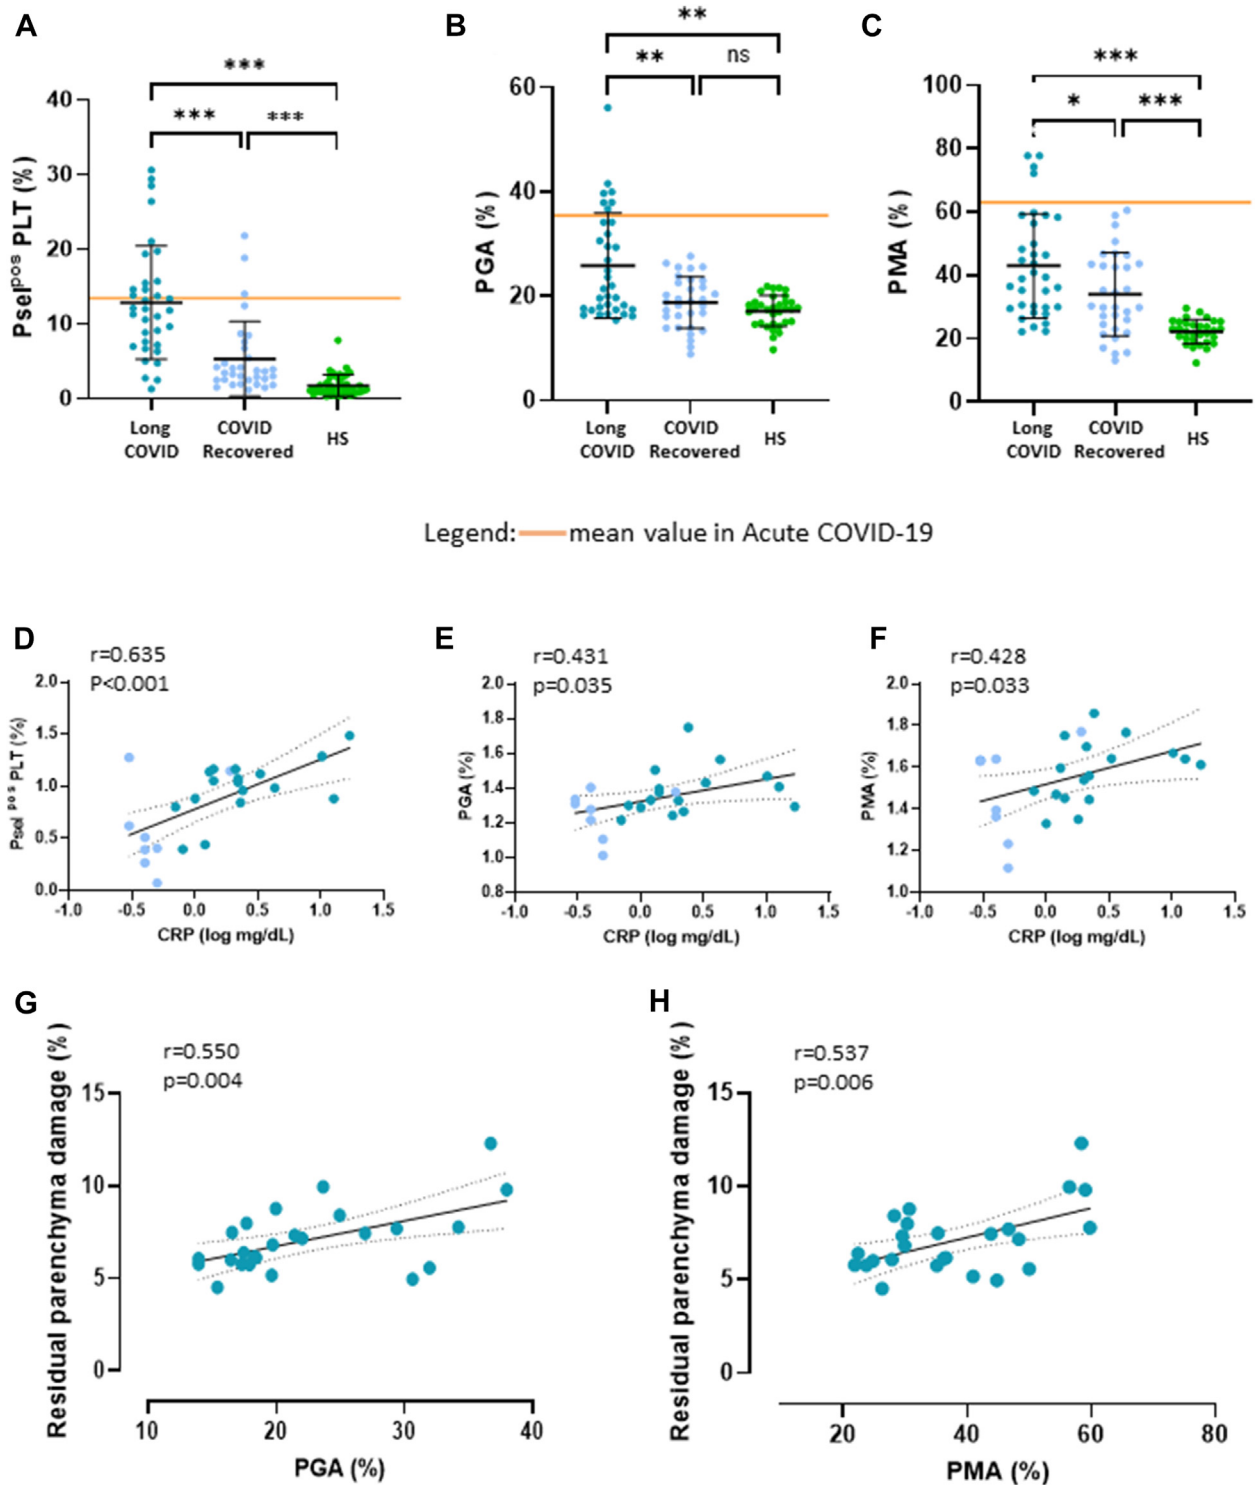 A
***
***
***
Psel^pos PLT (%)
40
30
20
10
0
Long COVID
COVID Recovered
HS
B
**
**
ns
PGA (%)
60
40
20
0
Long COVID
COVID Recovered
HS
C
***
*
***
PMA (%)
100
80
60
40
20
0
Long COVID
COVID Recovered
HS
Legend: mean value in Acute COVID-19
D
r=0.635
P<0.001
Psel pos PLT (%)
2.0
1.5
1.0
0.5
0.0
-1.0 -0.5 0.0 0.5 1.0 1.5
CRP (log mg/dL)
E
r=0.431
p=0.035
PGA (%)
2.0
1.8
1.6
1.4
1.2
1.0
0.8
-1.0 -0.5 0.0 0.5 1.0 1.5
CRP (log mg/dL)
F
r=0.428
p=0.033
PMA (%)
2.0
1.8
1.6
1.4
1.2
1.0
-1.0 -0.5 0.0 0.5 1.0 1.5
CRP (log mg/dL)
G
r=0.550
p=0.004
Residual parenchyma damage (%)
15
10
5
0
10 20 30 40
PGA (%)
H
r=0.537
p=0.006
Residual parenchyma damage (%)
15
10
5
0
20 40 60 80
PMA (%)